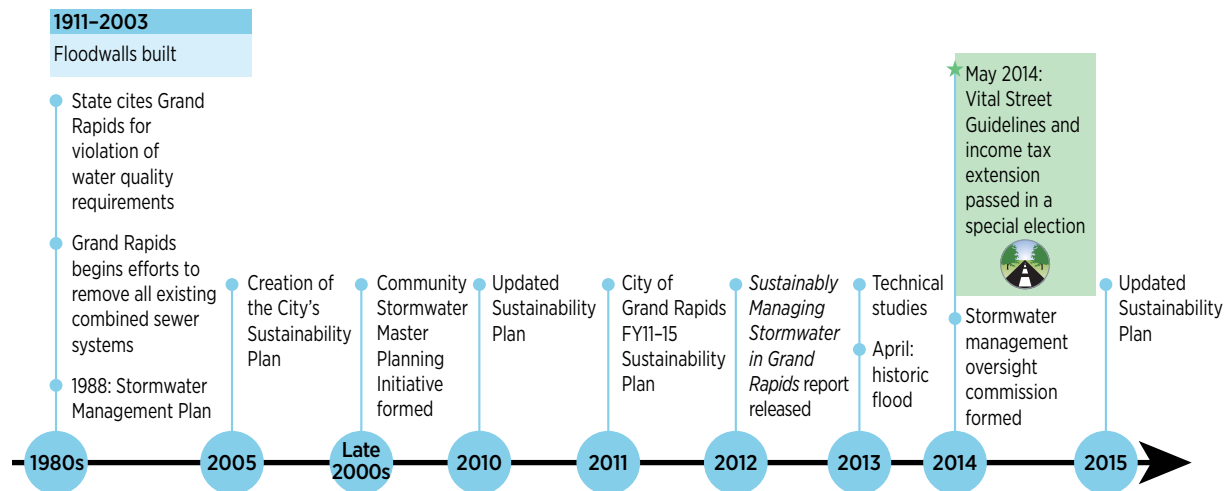 1911–2003
Floodwalls built
State cites Grand
Rapids for
violation of
water quality
requirements
Grand Rapids
begins efforts to
remove all existing
combined sewer
systems
1988: Stormwater
Management Plan
1980s
Creation of
the City’s
Sustainability
Plan
2005
Community
Stormwater
Master
Planning
Initiative
formed
Late
2000s
Updated
Sustainability
Plan
2010
City of
Grand Rapids
FY11–15
Sustainability
Plan
2011
Sustainably
Managing
Stormwater
in Grand
Rapids report
released
2012
Technical
studies
April:
historic
flood
2013
May 2014:
Vital Street
Guidelines and
income tax
extension
passed in a
special election
Stormwater
management
oversight
commission
formed
2014
Updated
Sustainability
Plan
2015